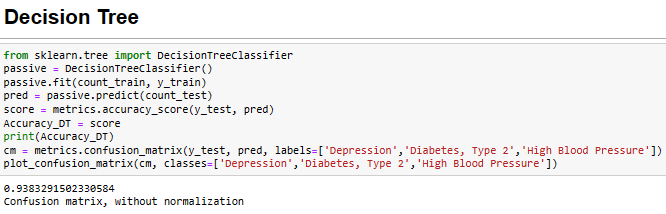 Decision Tree
from sklearn.tree import DecisionTreeClassifier
passive = DecisionTreeClassifier()
passive.fit(count_train, y_train)
pred = passive.predict(count_test)
score = metrics.accuracy_score(y_test, pred)
Accuracy_DT = score
print(Accuracy_DT)
cm = metrics.confusion_matrix(y_test, pred, labels=['Depression','Diabetes, Type 2','High Blood Pressure'])
plot_confusion_matrix(cm, classes=['Depression','Diabetes, Type 2','High Blood Pressure'])
0.9383291502330584
Confusion matrix, without normalization